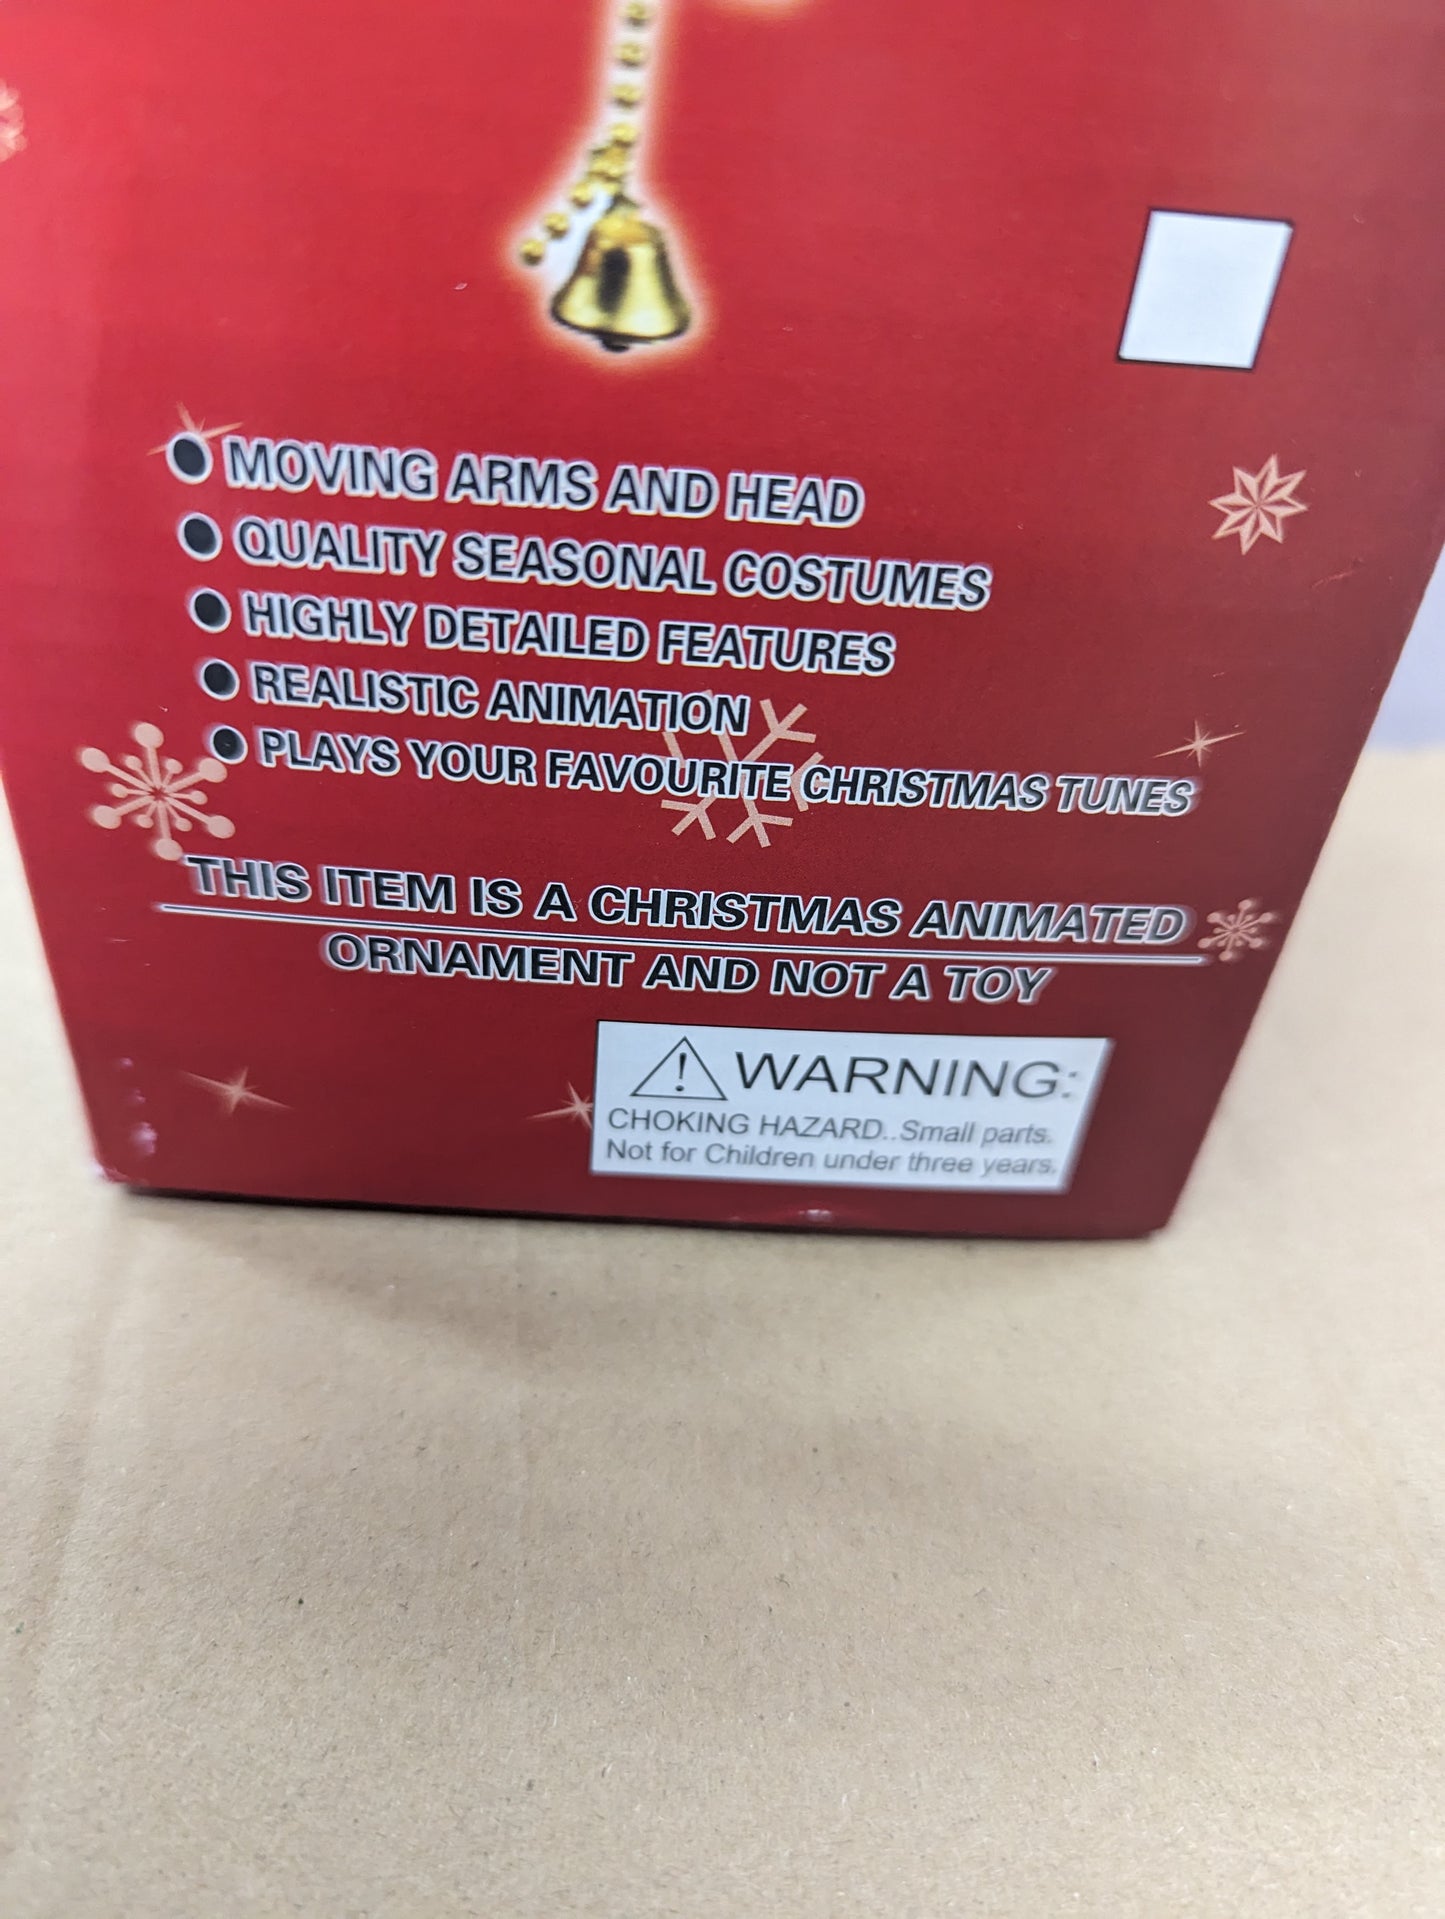 ● MOVING ARMS AND HEAD
● QUALITY SEASONAL COSTUMES
● HIGHLY DETAILED FEATURES
● REALISTIC ANIMATION
● PLAYS YOUR FAVOURITE CHRISTMAS TUNES
THIS ITEM IS A CHRISTMAS ANIMATED
ORNAMENT AND NOT A TOY
⚠ WARNING:
CHOKING HAZARD..Small parts.
Not for Children under three years.